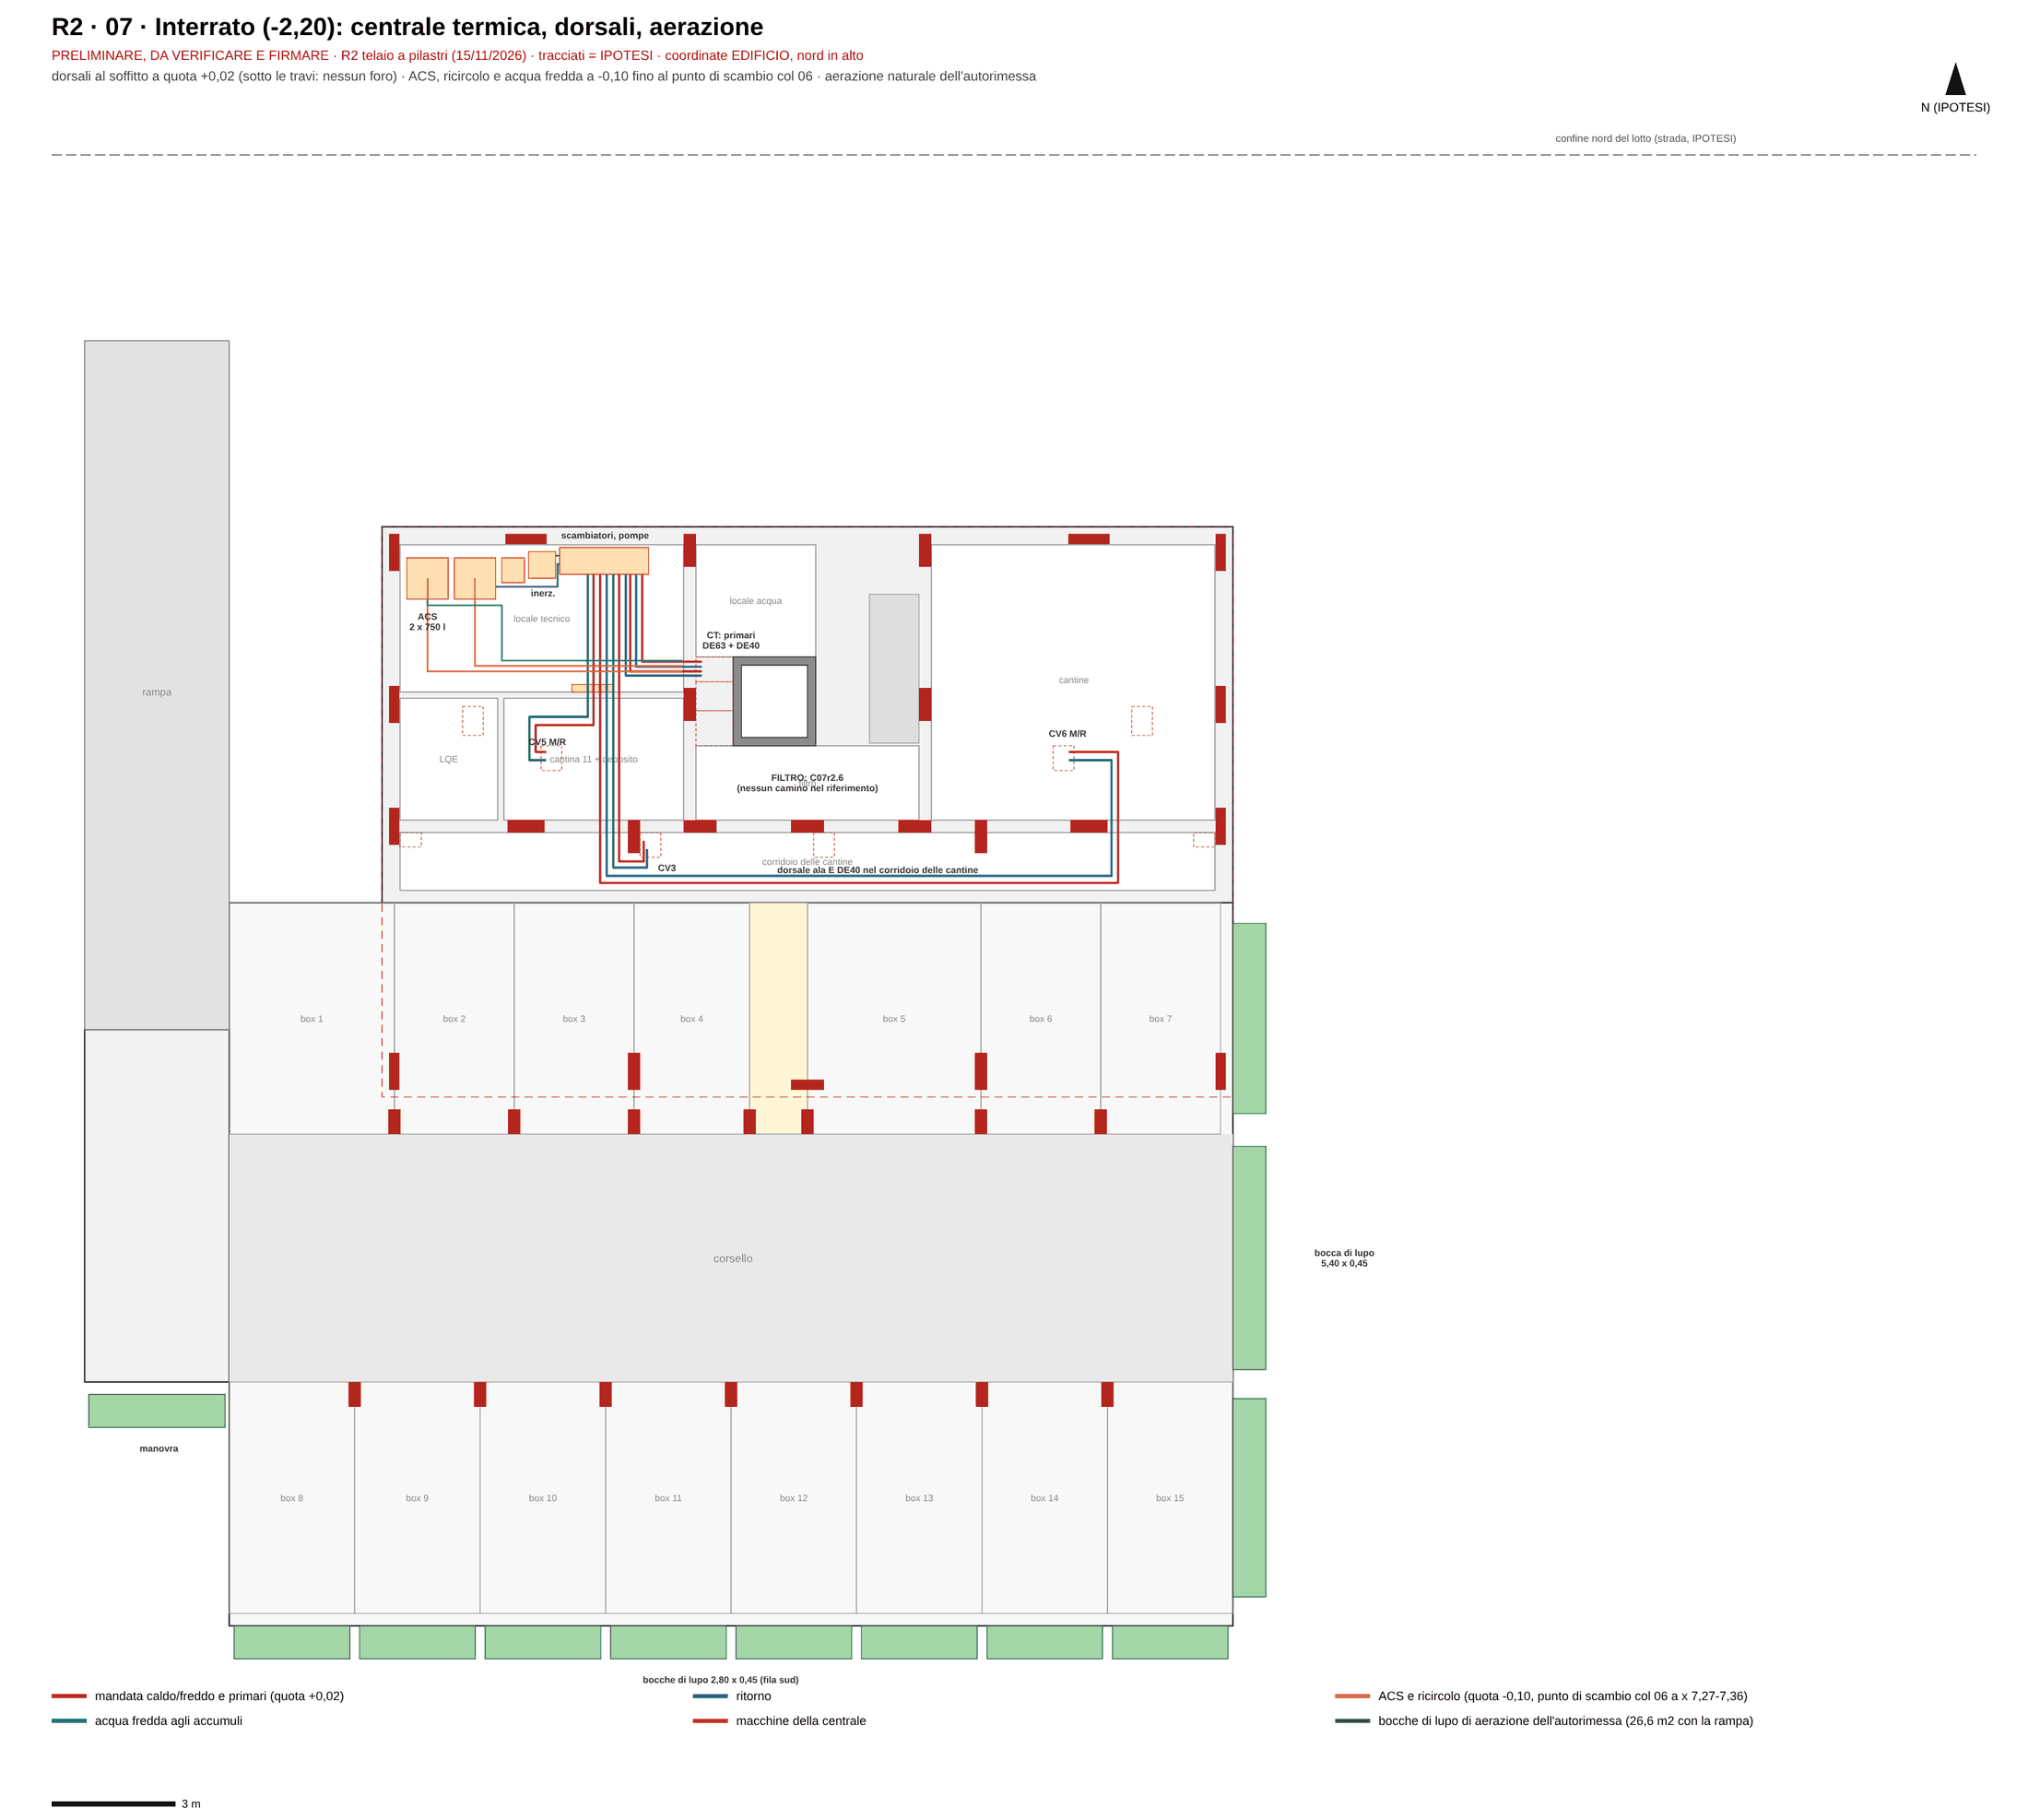 R2 · 07 · Interrato (-2,20): centrale termica, dorsali, aerazione
PRELIMINARE, DA VERIFICARE E FIRMARE · R2 telaio a pilastri (15/11/2026) · tracciati = IPOTESI · coordinate EDIFICIO, nord in alto
dorsali al soffitto a quota +0,02 (sotto le travi: nessun foro) · ACS, ricircolo e acqua fredda a -0,10 fino al punto di scambio col 06 · aerazione naturale dell'autorimessa
N (IPOTESI)
confine nord del lotto (strada, IPOTESI)
scambiatori, pompe
inerz.
locale acqua
ACS
2 x 750 l
locale tecnico
CT: primari
DE63 + DE40
rampa
cantine
CV5 M/R
CV6 M/R
LQE
cantina 11 + deposito
FILTRO: C07r2.6
filtro
(nessun camino nel riferimento)
corridoio delle cantine
CV3
dorsale ala E DE40 nel corridoio delle cantine
box 1
box 2
box 3
box 4
box 5
box 6
box 7
corsello
bocca di lupo
5,40 x 0,45
manovra
box 8
box 9
box 10
box 11
box 12
box 13
box 14
box 15
bocche di lupo 2,80 x 0,45 (fila sud)
mandata caldo/freddo e primari (quota +0,02)
ritorno
ACS e ricircolo (quota -0,10, punto di scambio col 06 a x 7,27-7,36)
acqua fredda agli accumuli
macchine della centrale
bocche di lupo di aerazione dell'autorimessa (26,6 m2 con la rampa)
3 m